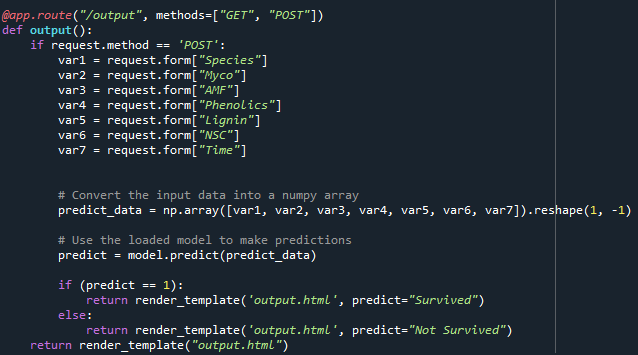 @app.route("/output", methods=["GET", "POST"])
def output():
    if request.method == 'POST':
        var1 = request.form["Species"]
        var2 = request.form["Myco"]
        var3 = request.form["AMF"]
        var4 = request.form["Phenolics"]
        var5 = request.form["Lignin"]
        var6 = request.form["NSC"]
        var7 = request.form["Time"]
        # Convert the input data into a numpy array
        predict_data = np.array([var1, var2, var3, var4, var5, var6, var7]).reshape(1, -1)
        # Use the loaded model to make predictions
        predict = model.predict(predict_data)
        if (predict == 1):
            return render_template('output.html', predict="Survived")
        else:
            return render_template('output.html', predict="Not Survived")
    return render_template("output.html")